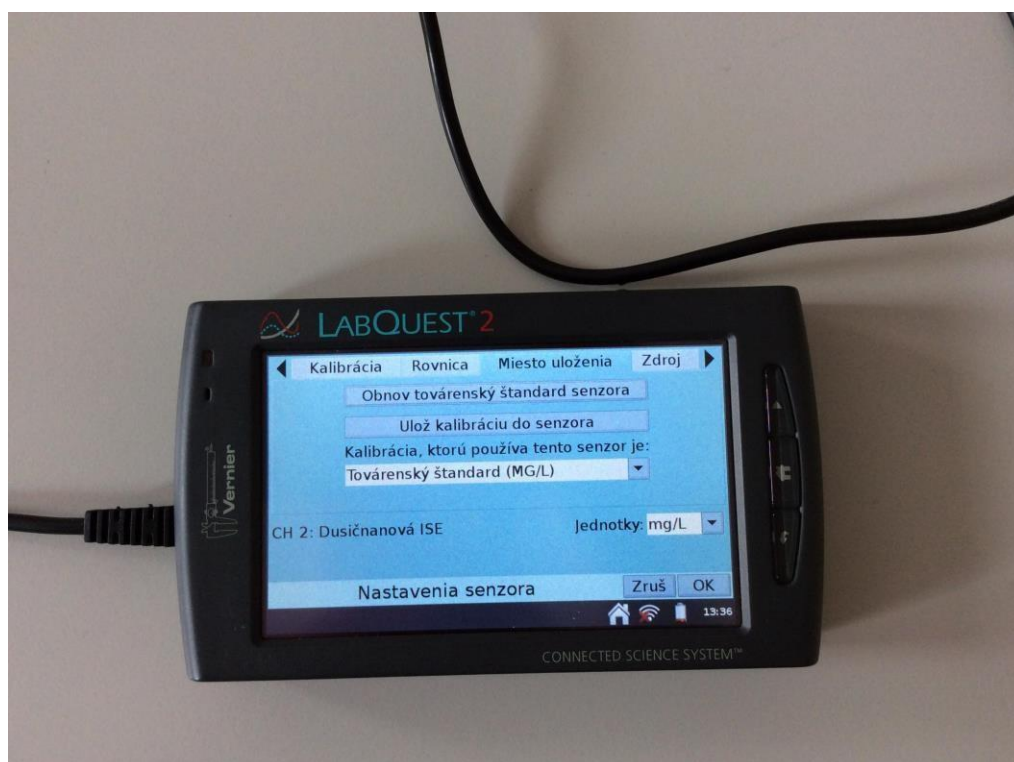 LABQUEST® 2
Kalibrácia Rovnica Miesto uloženia Zdroj
Obnov továrenský štandard senzora
Ulož kalibráciu do senzora
Kalibrácia, ktorú používa tento senzor je:
Továrenský štandard (MG/L)
CH 2: Dusičnanová ISE Jednotky: mg/L
Nastavenia senzora Zruš OK
13:36
Vernier
CONNECTED SCIENCE SYSTEM™